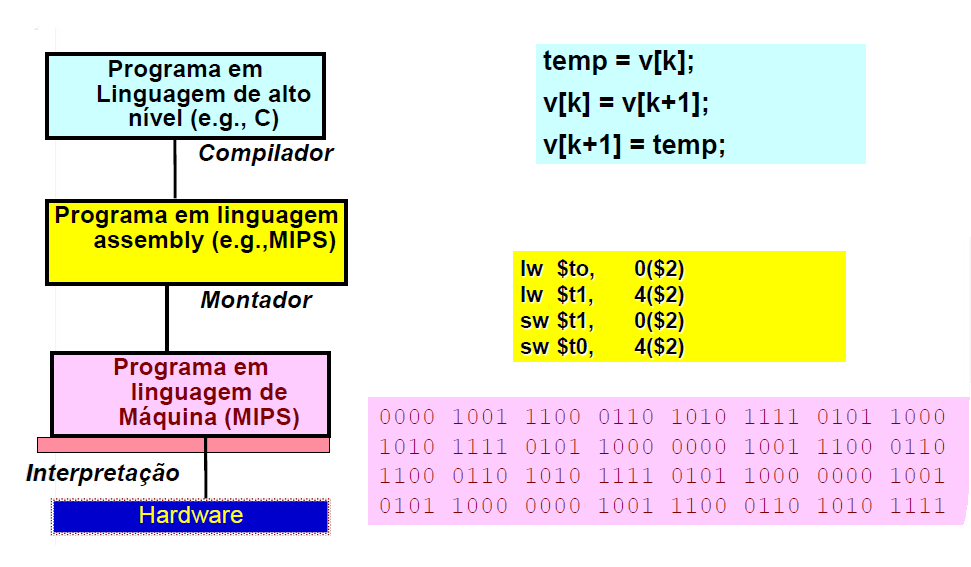 Programa em
Linguagem de alto
nível (e.g., C)
Compilador
Programa em linguagem
assembly (e.g.,MIPS)
Montador
Programa em
linguagem de
Máquina (MIPS)
Interpretação
Hardware
temp = v[k];
v[k] = v[k+1];
v[k+1] = temp;
lw $to, 0($2)
lw $t1, 4($2)
sw $t1, 0($2)
sw $t0, 4($2)
0000 1001 1100 0110 1010 1111 0101 1000
1010 1111 0101 1000 0000 1001 1100 0110
1100 0110 1010 1111 0101 1000 0000 1001
0101 1000 0000 1001 1100 0110 1010 1111